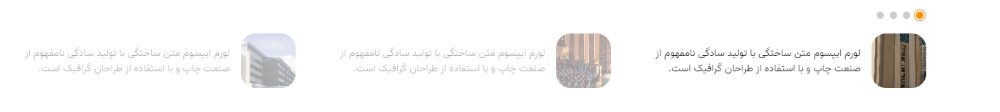 لورم ایپسوم متن ساختگی با تولید سادگی نامفهوم از
صنعت چاپ و با استفاده از طراحان گرافیک است.
لورم ایپسوم متن ساختگی با تولید سادگی نامفهوم از
صنعت چاپ و با استفاده از طراحان گرافیک است.
لورم ایپسوم متن ساختگی با تولید سادگی نامفهوم از
صنعت چاپ و با استفاده از طراحان گرافیک است.